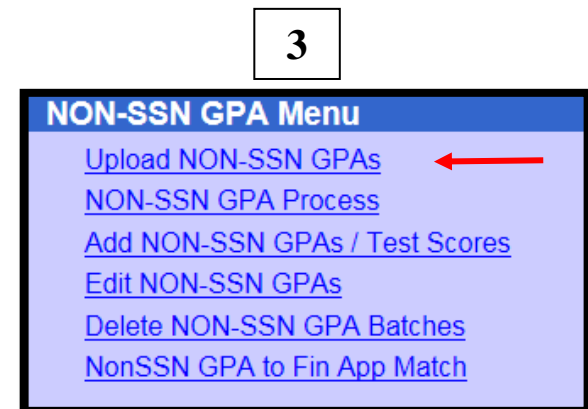 3
NON-SSN GPA Menu
Upload NON-SSN GPAs
NON-SSN GPA Process
Add NON-SSN GPAs / Test Scores
Edit NON-SSN GPAs
Delete NON-SSN GPA Batches
NonSSN GPA to Fin App Match